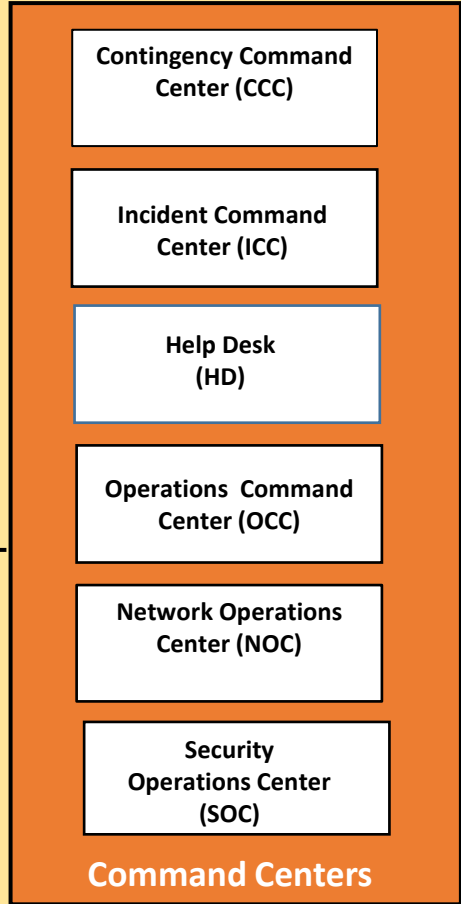 Contingency Command
Center (CCC)
Incident Command
Center (ICC)
Help Desk
(HD)
Operations Command
Center (OCC)
Network Operations
Center (NOC)
Security
Operations Center
(SOC)
Command Centers